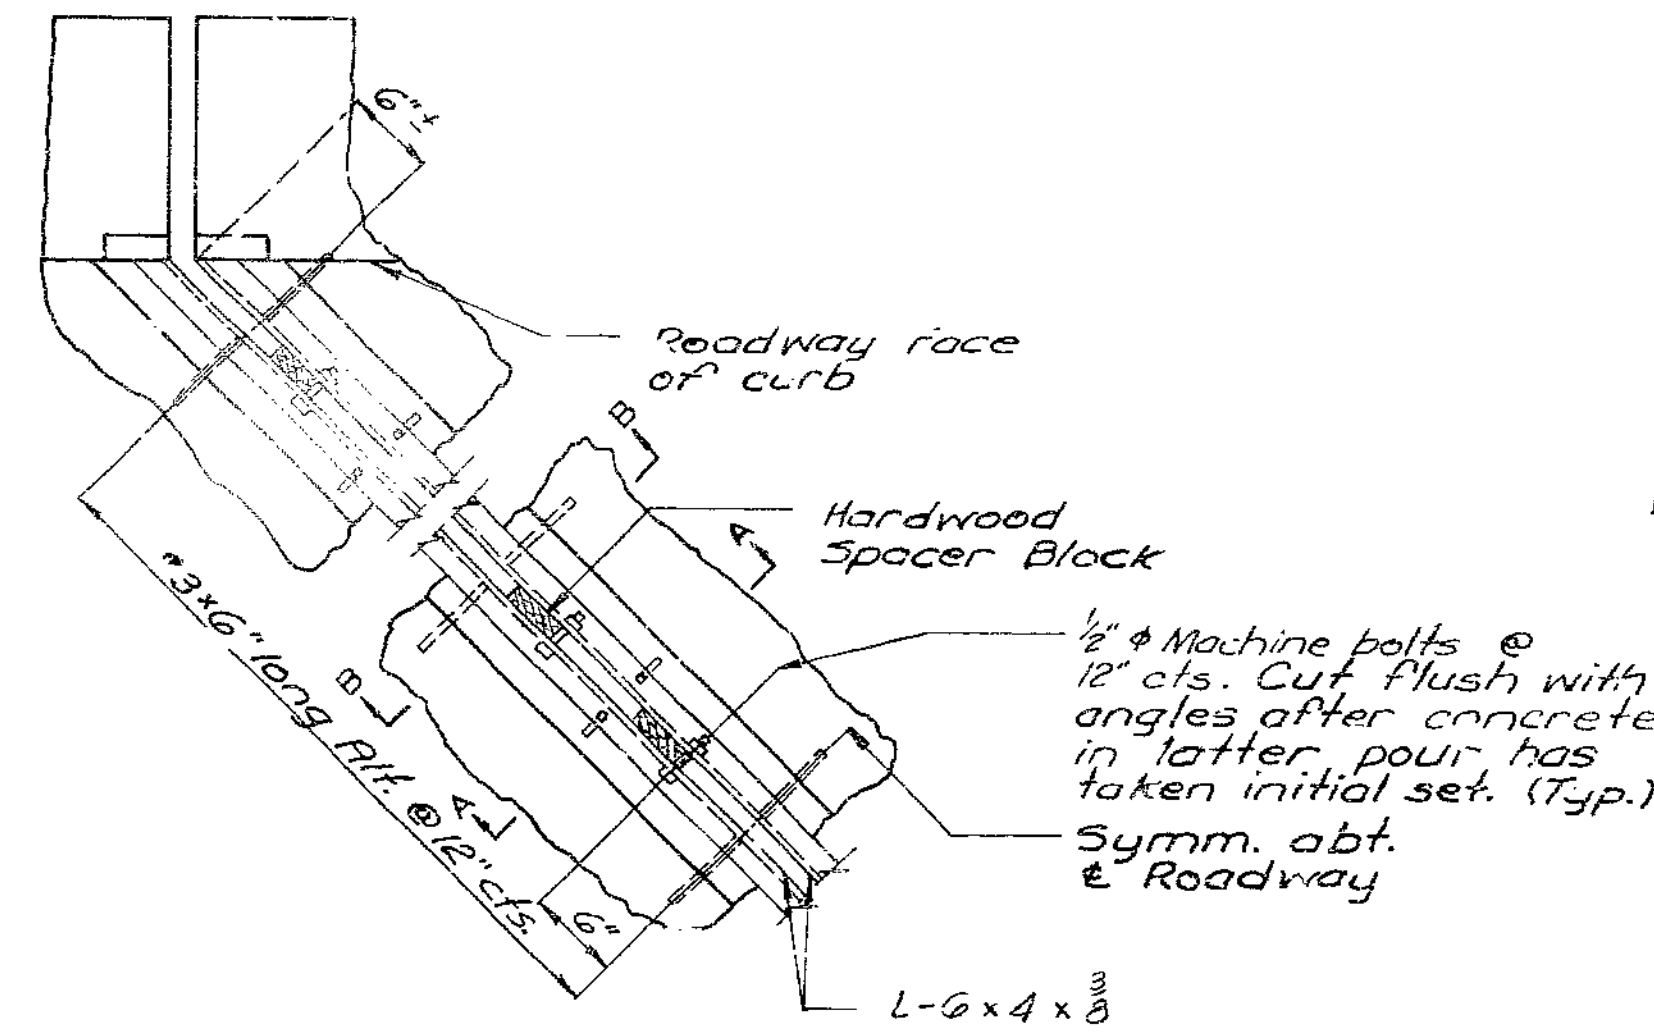 6"±
Roadway face
of curb
B
Hardwood
Spacer Block
A
½" ϕ Machine bolts @
12" cts. Cut flush with
angles after concrete
in latter pour has
taken initial set. (Typ.)
Symm. abt.
℄ Roadway
B
A
3x6" long Alt. @ 12" cts.
6"
L-6 x 4 x 3/8